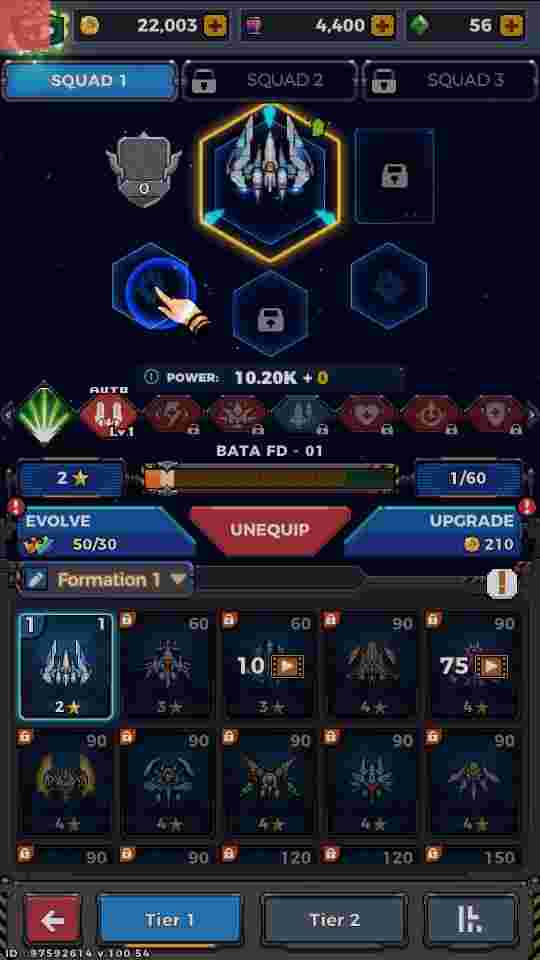 22,003 4,400 56
SQUAD 1 SQUAD 2 SQUAD 3
0
POWER: 10.20K + 0
AUTO
Lv 1
BATA FD - 01
2 1/60
EVOLVE UNEQUIP UPGRADE
50/30 210
Formation 1
1 1 60 60 90 90
10 75
2 3 3 4 4
90 90 90 90 90
4 4 4 4 4
90 90 120 120 150
Tier 1 Tier 2
ID : 97592614 v.100.54